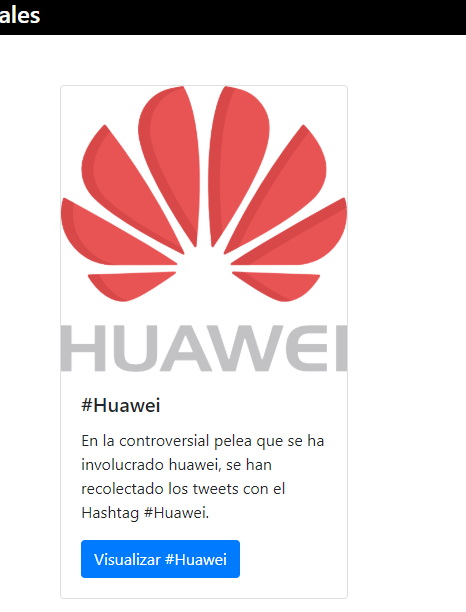 ales
HUAWEI
#Huawei
En la controversial pelea que se ha
involucrado huawei, se han
recolectado los tweets con el
Hashtag #Huawei.
Visualizar #Huawei